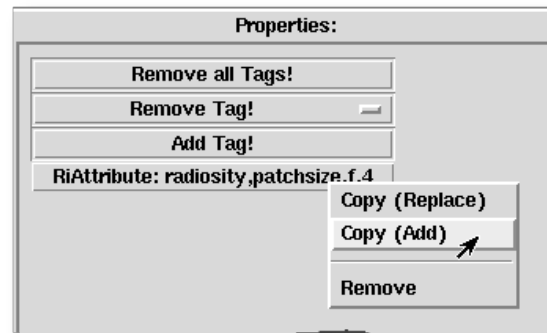 Properties:
Remove all Tags!
Remove Tag!
Add Tag!
RiAttribute: radiosity,patchsize,f,4
Copy (Replace)
Copy (Add)
Remove